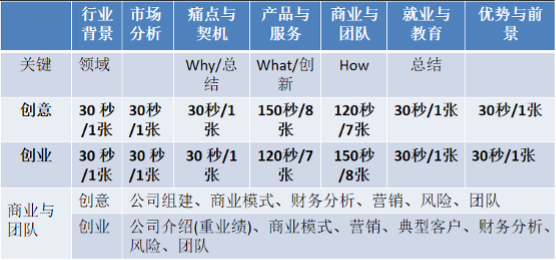 行业背景 市场分析 痛点与契机 产品与服务 商业与团队 就业与教育 优势与前景
关键 领域 Why/总结 What/创新 How 总结
创意 30 秒/1张 30秒/1张 30秒/1张 150秒/8张 120秒/7张 30秒/1张 30秒/1张
创业 30 秒/1张 30 秒/1张 30 秒/1张 120秒/7张 150秒/8张 30秒/1张 30秒/1张
商业与团队 创意 公司组建、商业模式、财务分析、营销、风险、团队
创业 公司介绍(重业绩)、商业模式、营销、典型客户、财务分析、
风险、团队